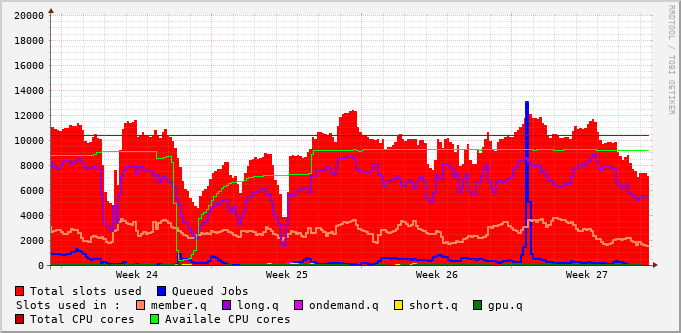 20000
18000
16000
14000
12000
10000
8000
6000
4000
2000
0
Week 24 Week 25 Week 26 Week 27
Total slots used Queued Jobs
Slots used in : member.q long.q ondemand.q short.q gpu.q
Total CPU cores Availale CPU cores
RRDTOOL / TOBI OETIKER